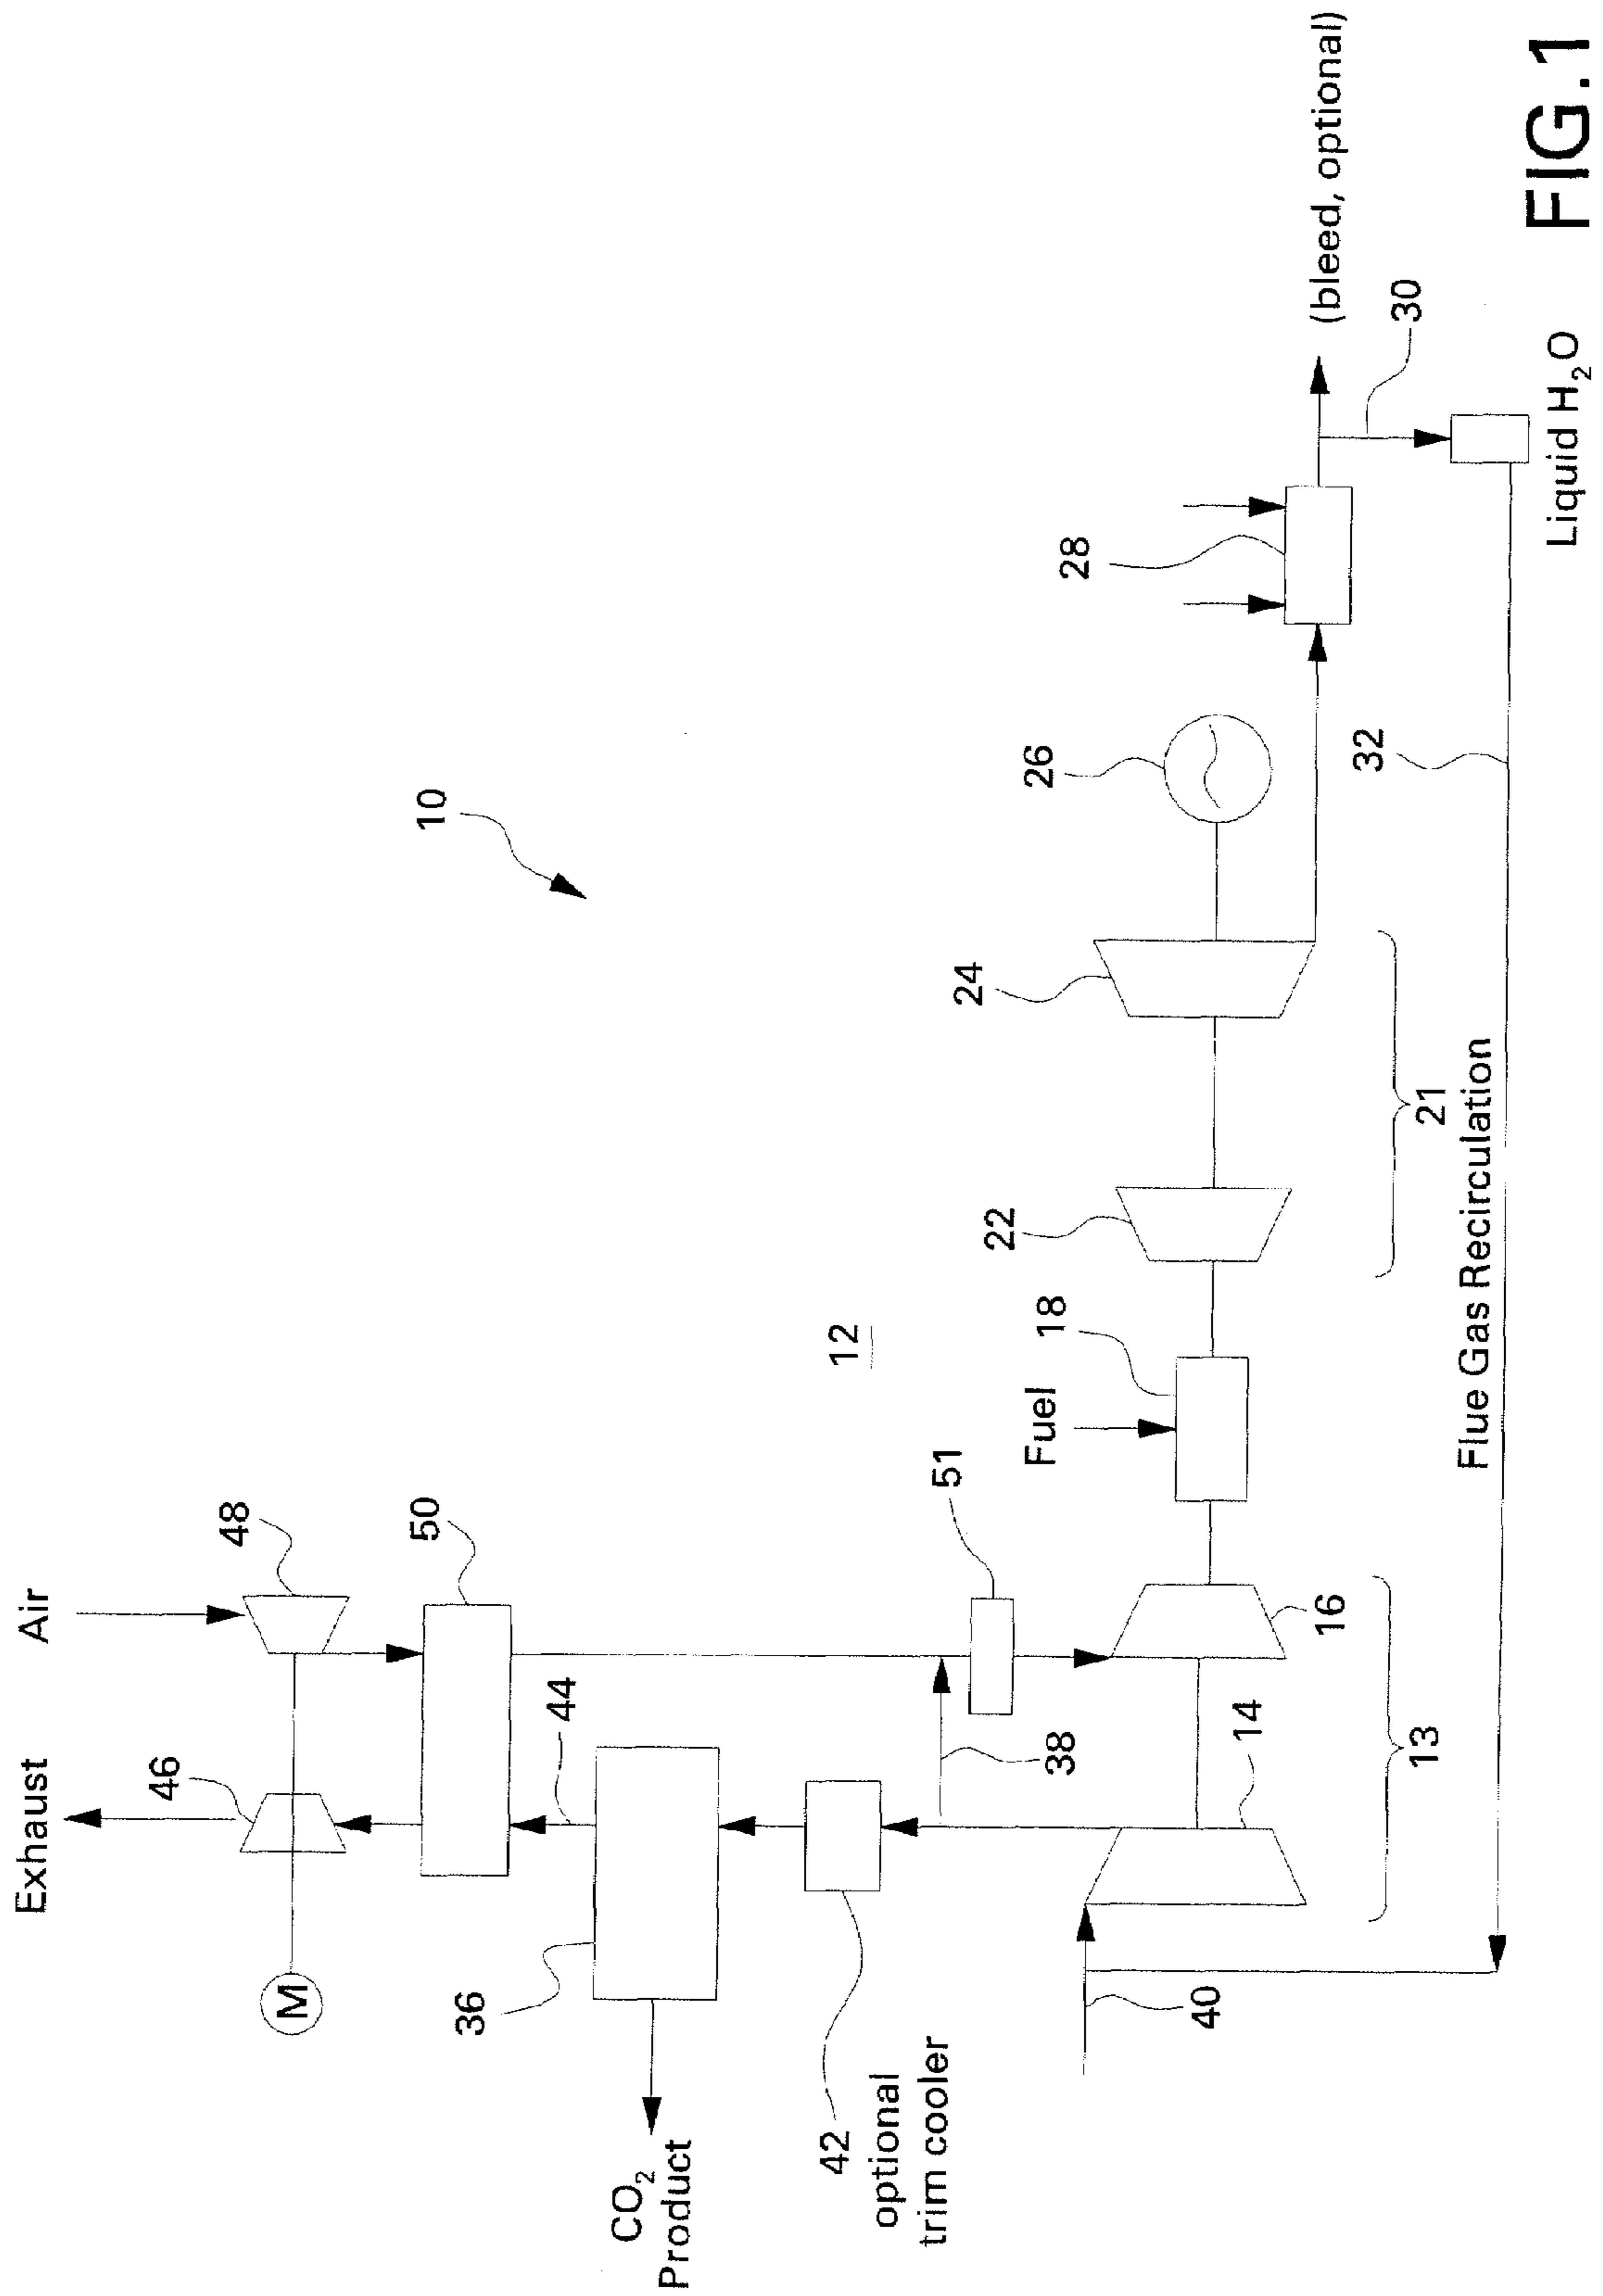 Exhaust
Air
46
48
M
50
44
36
CO2
Product
42
optional
trim cooler
38
51
12
10
Fuel
18
22
24
26
28
40
14
16
13
21
Flue Gas Recirculation
32
30
(bleed, optional)
Liquid H2O
FIG.1